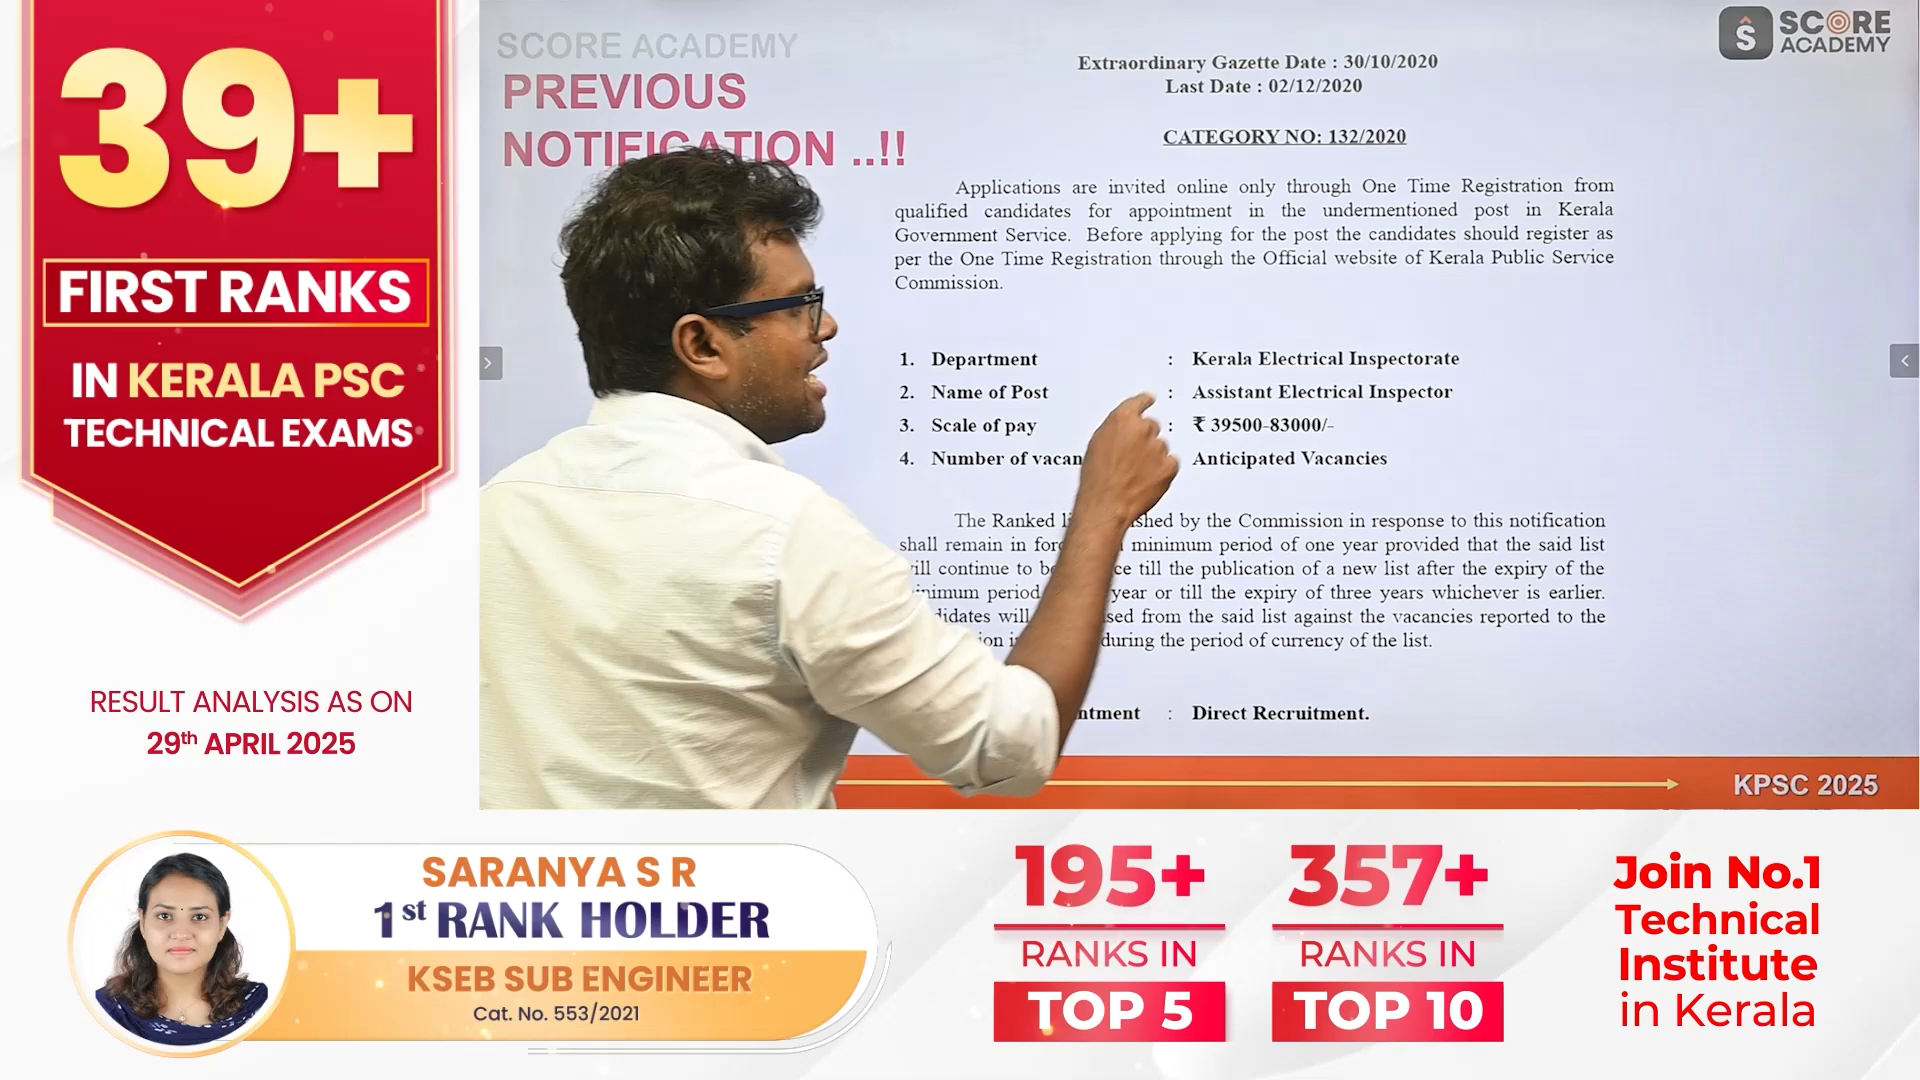 39+
FIRST RANKS
IN KERALA PSC
TECHNICAL EXAMS
RESULT ANALYSIS AS ON
29th APRIL 2025
SCORE ACADEMY
PREVIOUS
NOTIFICATION ..!!
SCORE
ACADEMY
Extraordinary Gazette Date : 30/10/2020
Last Date : 02/12/2020
CATEGORY NO: 132/2020
Applications are invited online only through One Time Registration from
qualified candidates for appointment in the undermentioned post in Kerala
Government Service. Before applying for the post the candidates should register as
per the One Time Registration through the Official website of Kerala Public Service
Commission.
1. Department : Kerala Electrical Inspectorate
2. Name of Post : Assistant Electrical Inspector
3. Scale of pay : ₹ 39500-83000/-
4. Number of Anticipated Vacancies
The Ranked by the Commission in response to this notification
shall remain in minimum period of one year provided that the said list
continue to till the publication of a new list after the expiry of the
period year or till the expiry of three years whichever is earlier.
will from the said list against the vacancies reported to the
during the period of currency of the list.
: Direct Recruitment.
KPSC 2025
SARANYA S R
1st RANK HOLDER
KSEB SUB ENGINEER
Cat. No. 553/2021
195+
RANKS IN
TOP 5
357+
RANKS IN
TOP 10
Join No.1
Technical
Institute
in Kerala